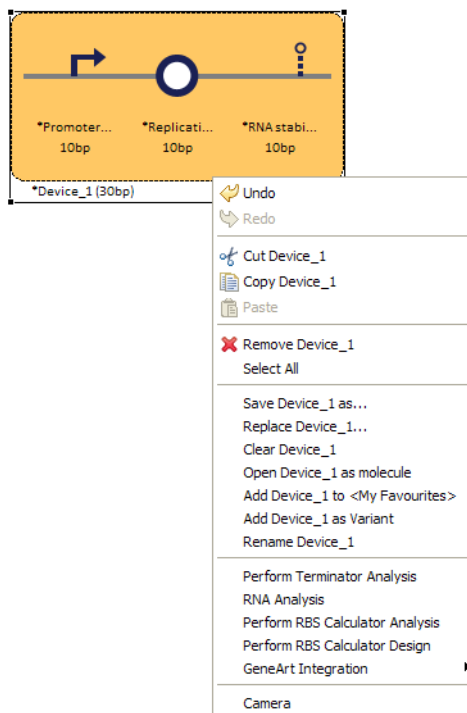 *Promoter... *Replicati... *RNA stabi...
10bp 10bp 10bp
*Device_1 (30bp)
Undo
Redo
Cut Device_1
Copy Device_1
Paste
Remove Device_1
Select All
Save Device_1 as...
Replace Device_1...
Clear Device_1
Open Device_1 as molecule
Add Device_1 to <My Favourites>
Add Device_1 as Variant
Rename Device_1
Perform Terminator Analysis
RNA Analysis
Perform RBS Calculator Analysis
Perform RBS Calculator Design
GeneArt Integration
Camera